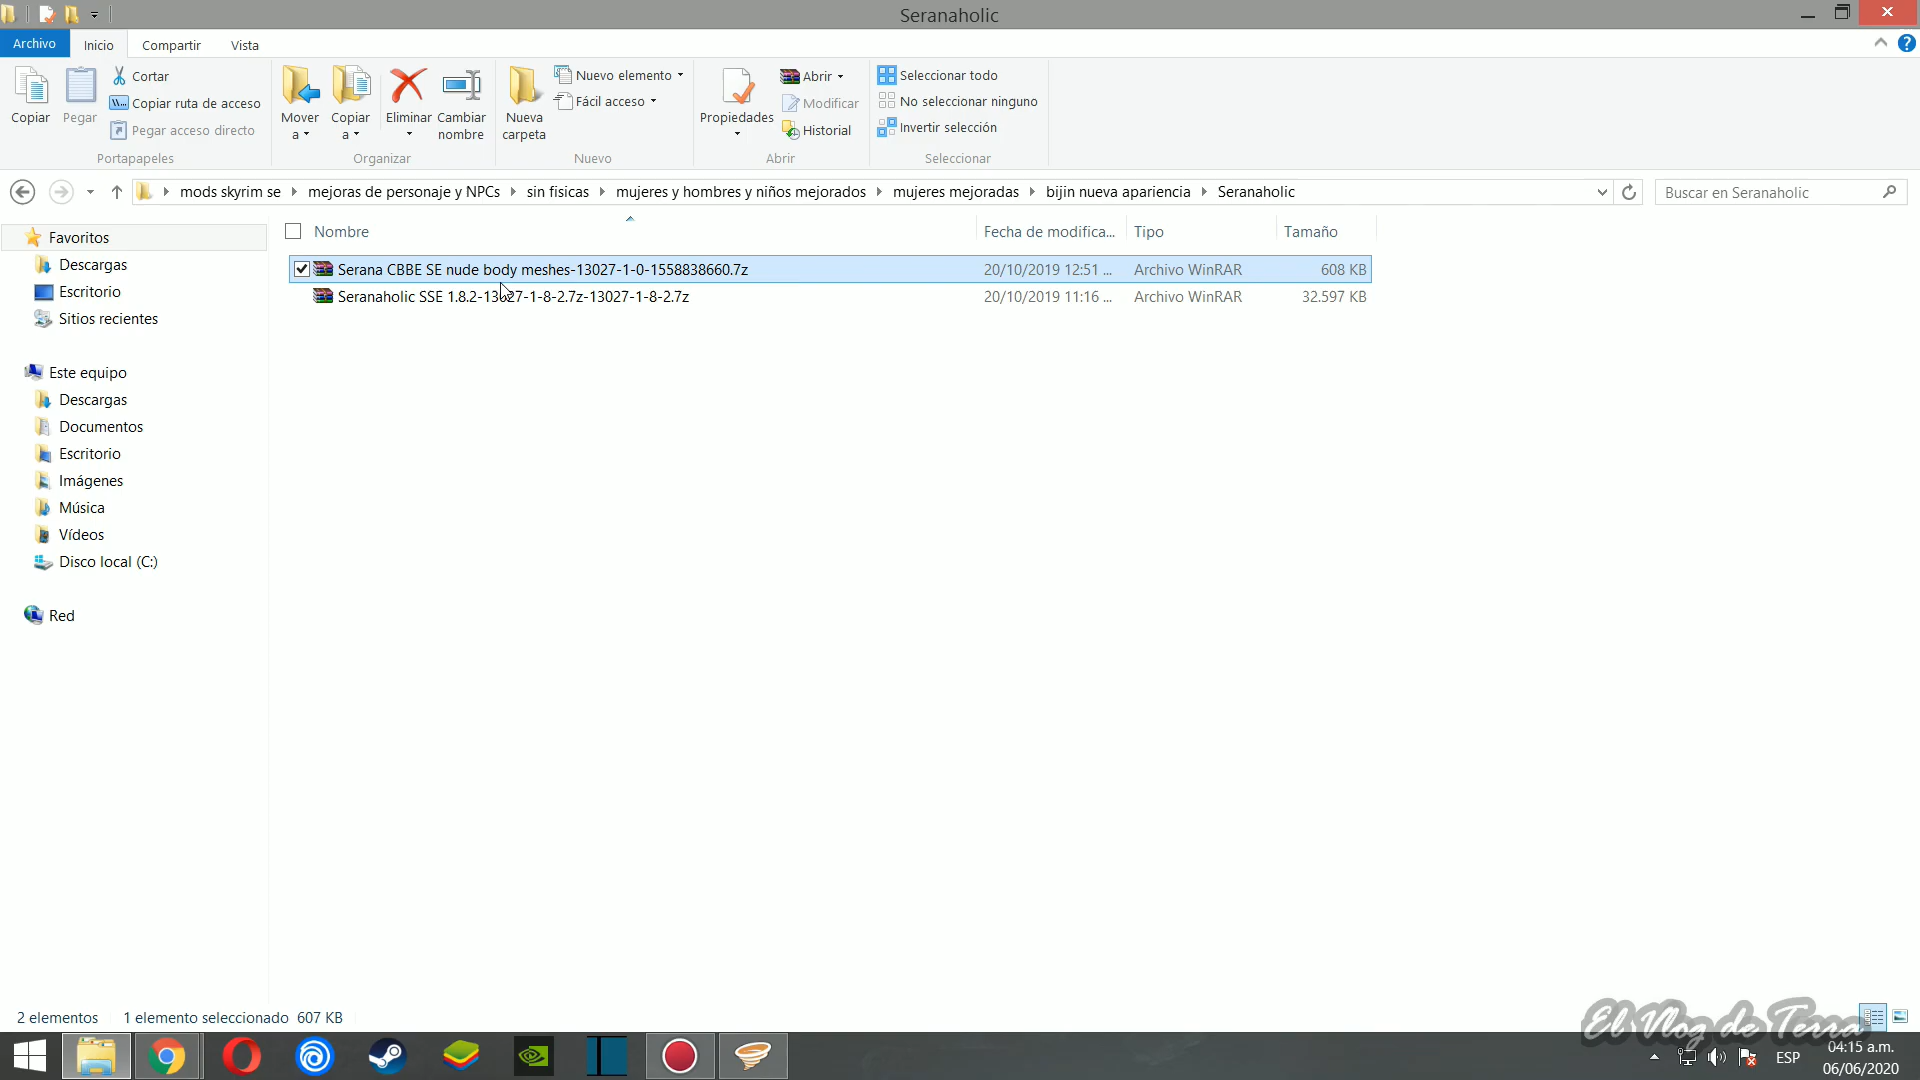 Seranaholic
Archivo Inicio Compartir Vista
Copiar
Pegar
Cortar
Copiar ruta de acceso
Pegar acceso directo
Portapapeles
Mover a
Copiar a
Eliminar
Cambiar nombre
Organizar
Nueva carpeta
Nuevo elemento
Fácil acceso
Nuevo
Propiedades
Abrir
Modificar
Historial
Abrir
Seleccionar todo
No seleccionar ninguno
Invertir selección
Seleccionar
mods skyrim se mejoras de personaje y NPCs sin fisicas mujeres y hombres y niños mejorados mujeres mejoradas bijin nueva apariencia Seranaholic
Buscar en Seranaholic
Favoritos
Descargas
Escritorio
Sitios recientes
Este equipo
Descargas
Documentos
Escritorio
Imágenes
Música
Vídeos
Disco local (C:)
Red
Nombre Fecha de modifica... Tipo Tamaño
Serana CBBE SE nude body meshes-13027-1-0-1558838660.7z 20/10/2019 12:51 ... Archivo WinRAR 608 KB
Seranaholic SSE 1.8.2-13027-1-8-2.7z-13027-1-8-2.7z 20/10/2019 11:16 ... Archivo WinRAR 32.597 KB
2 elementos 1 elemento seleccionado 607 KB
El Vlog de Terra
ESP
04:15 a.m.
06/06/2020